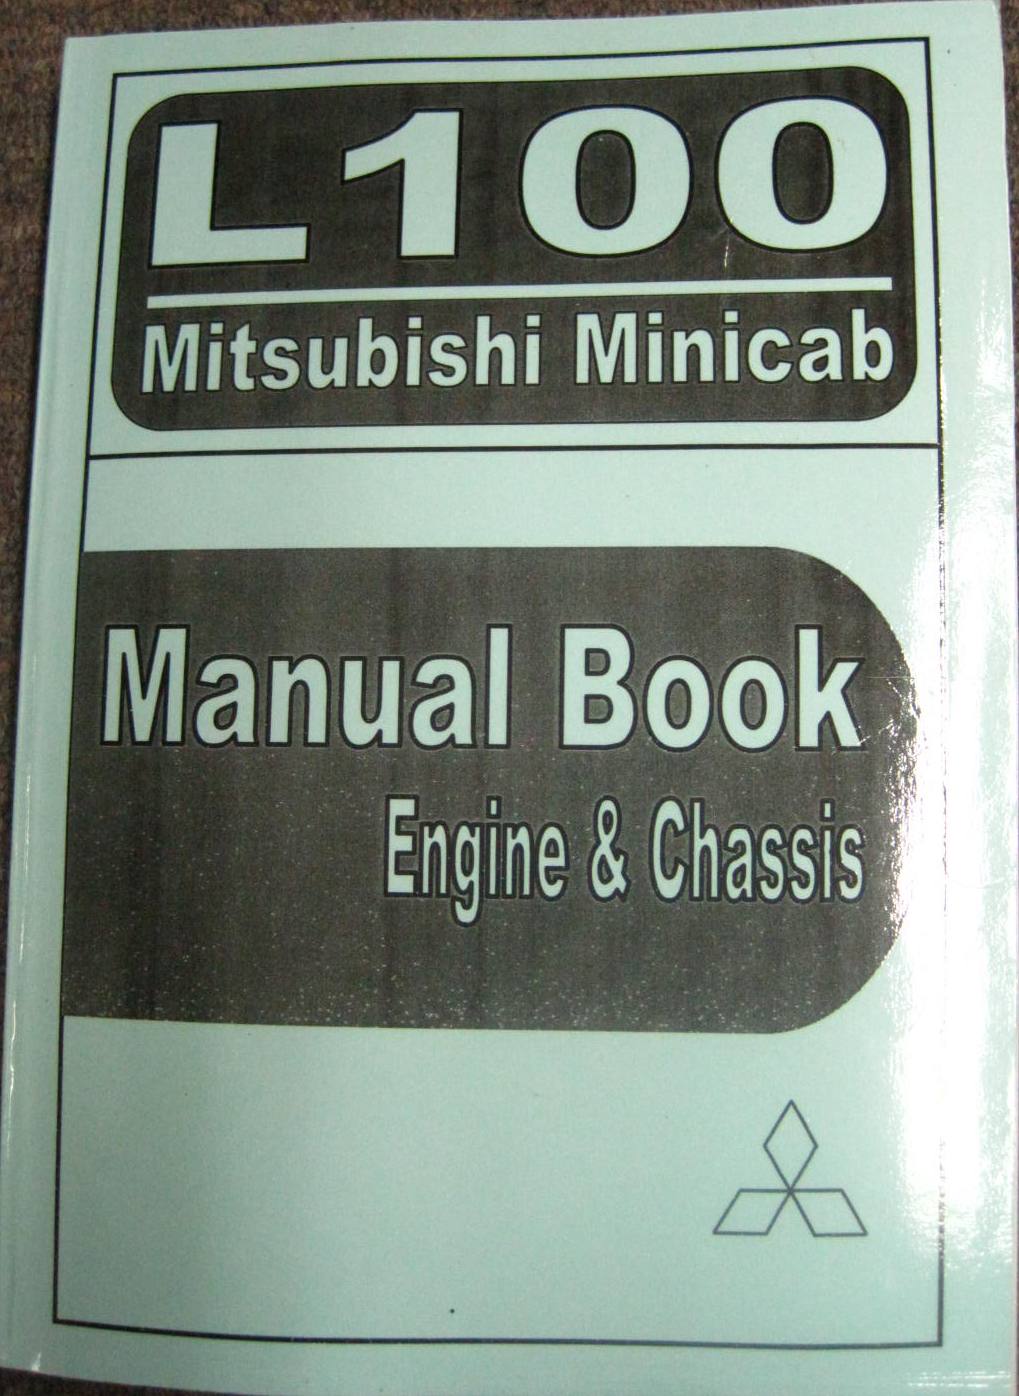 L100
Mitsubishi Minicab
Manual Book
Engine & Chassis